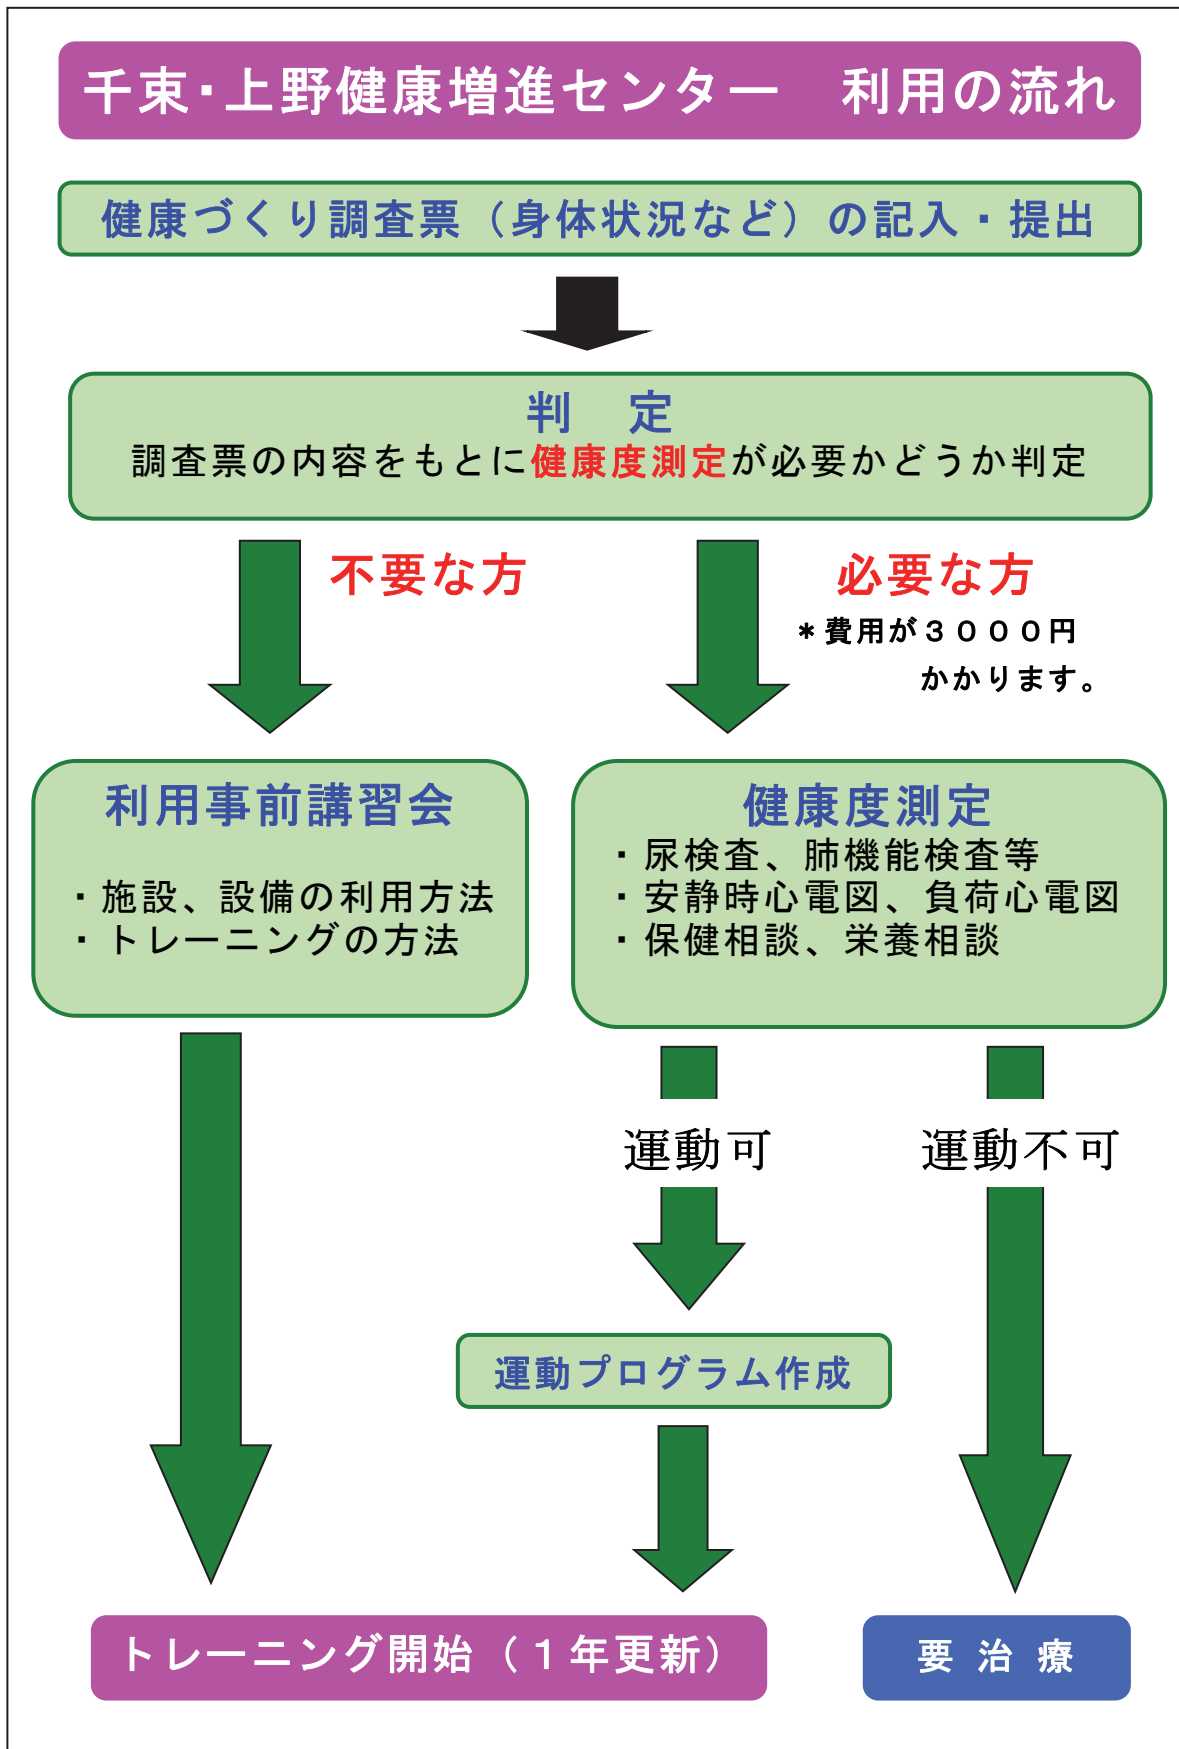 千束・上野健康増進センター　利用の流れ
健康づくり調査票（身体状況など）の記入・提出
判　定
調査票の内容をもとに健康度測定が必要かどうか判定
不要な方
必要な方
＊費用が３０００円
かかります。
利用事前講習会
・施設、設備の利用方法
・トレーニングの方法
健康度測定
・尿検査、肺機能検査等
・安静時心電図、負荷心電図
・保健相談、栄養相談
運動可
運動不可
運動プログラム作成
トレーニング開始（１年更新）
要 治 療